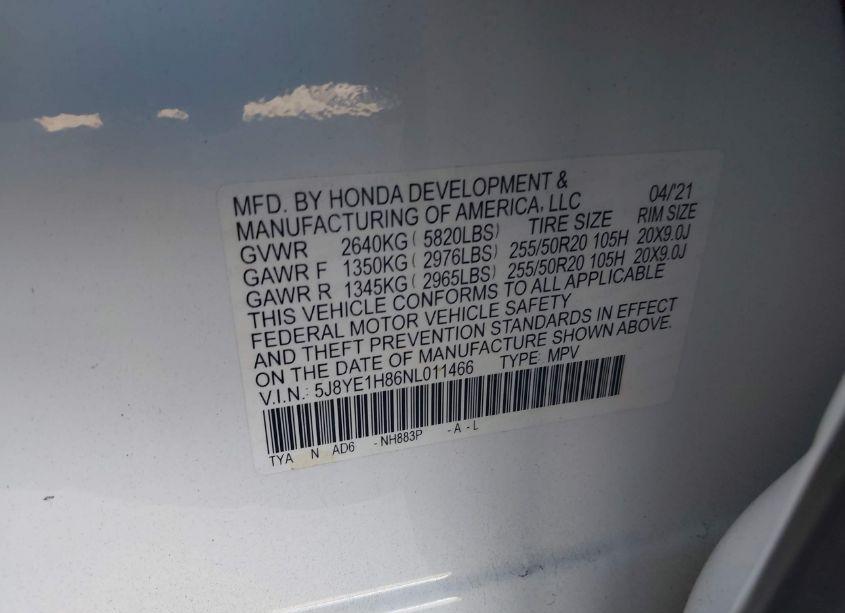 MFD. BY HONDA DEVELOPMENT & 04/'21
MANUFACTURING OF AMERICA, LLC TIRE SIZE RIM SIZE
GVWR 2640KG ( 5820LBS)
GAWR F 1350KG ( 2976LBS) 255/50R20 105H 20X9.0J
GAWR R 1345KG ( 2965LBS) 255/50R20 105H 20X9.0J
THIS VEHICLE CONFORMS TO ALL APPLICABLE
FEDERAL MOTOR VEHICLE SAFETY
AND THEFT PREVENTION STANDARDS IN EFFECT
ON THE DATE OF MANUFACTURE SHOWN ABOVE.
V.I.N.: 5J8YE1H86NL011466 TYPE: MPV
TYA N AD6 -NH883P -A-L